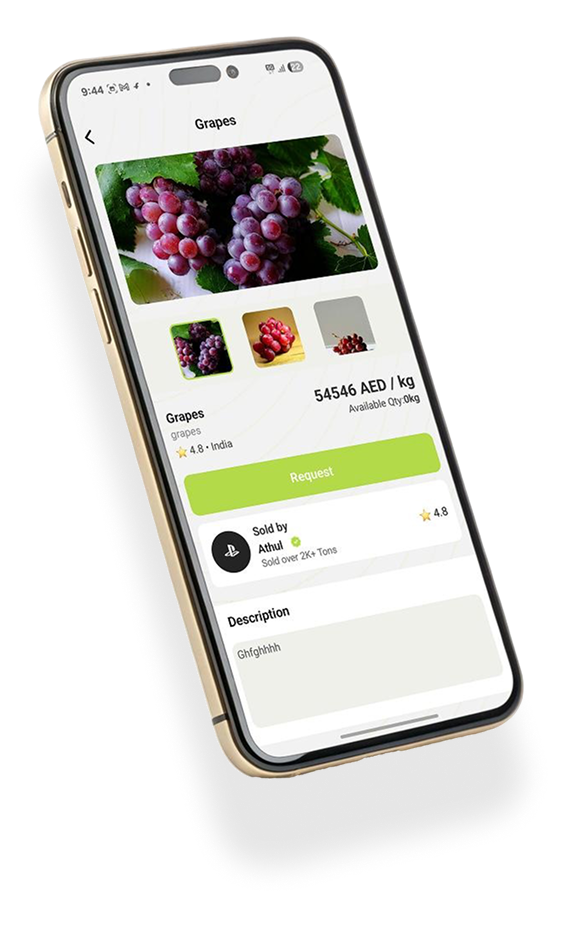 9:44
22
Grapes
54546 AED / kg
Grapes
Available Qty:0kg
grapes
4.8 • India
Request
Sold by
4.8
Athul
Sold over 2K+ Tons
Description
Ghfghhhh